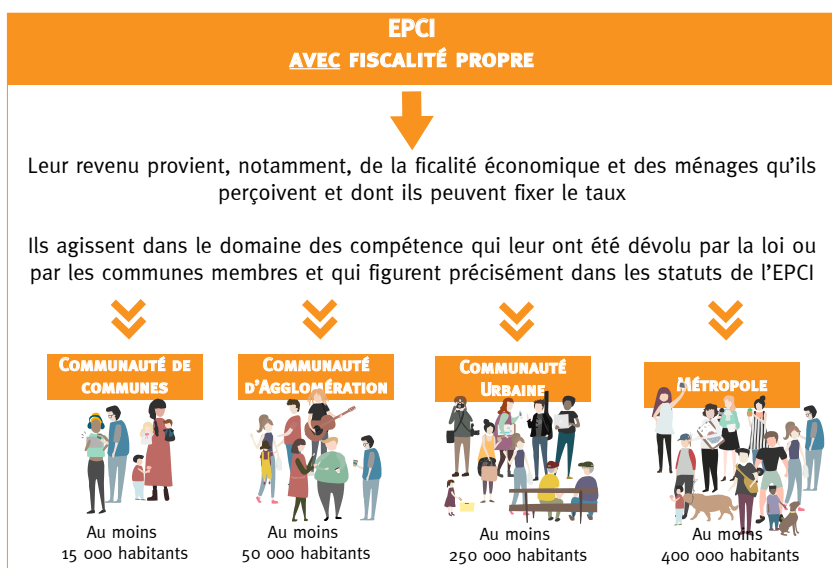 EPCI
AVEC FISCALITÉ PROPRE
Leur revenu provient, notamment, de la ficalité économique et des ménages qu'ils
perçoivent et dont ils peuvent fixer le taux
Ils agissent dans le domaine des compétence qui leur ont été dévolu par la loi ou
par les communes membres et qui figurent précisément dans les statuts de l'EPCI
COMMUNAUTÉ DE
COMMUNES
Au moins
15 000 habitants
COMMUNAUTÉ
D'AGGLOMÉRATION
Au moins
50 000 habitants
COMMUNAUTÉ
URBAINE
Au moins
250 000 habitants
MÉTROPOLE
Au moins
400 000 habitants